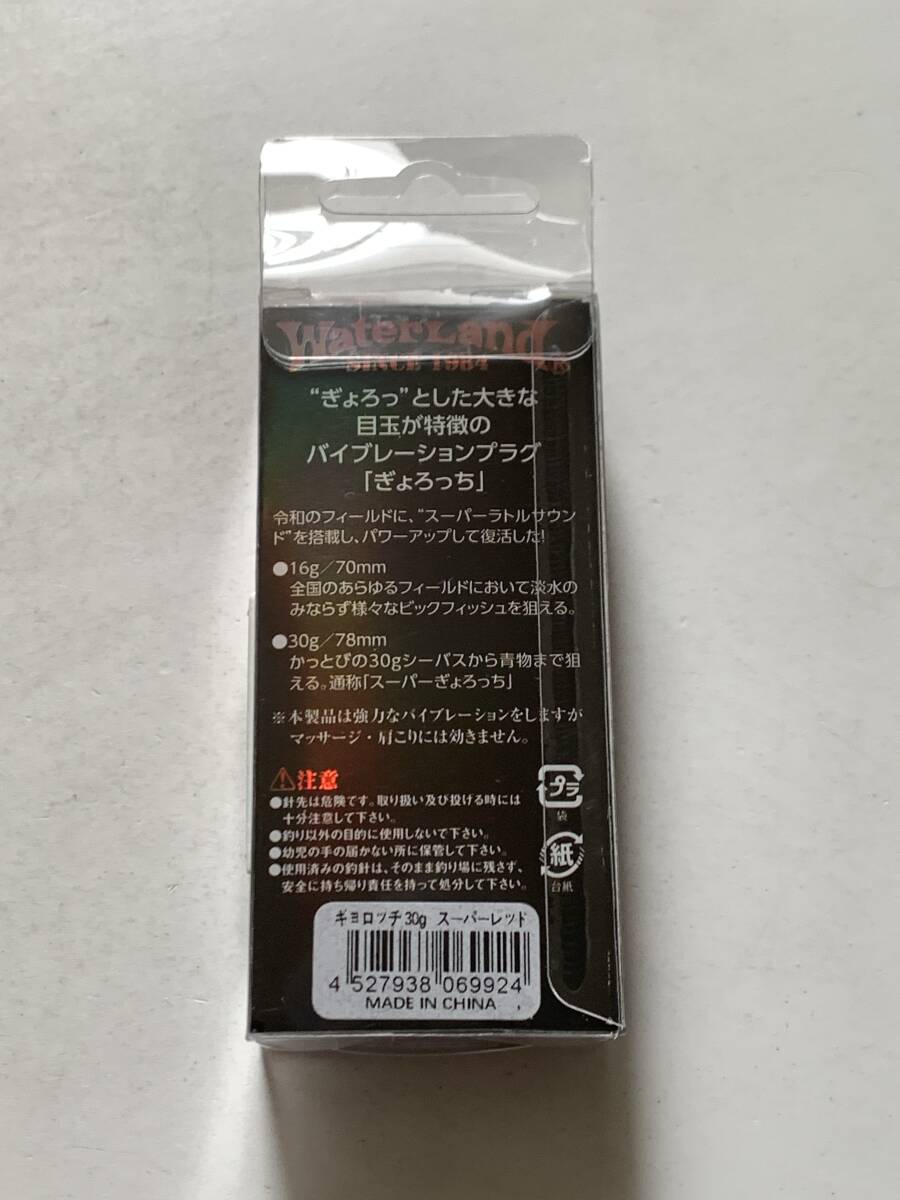 WaterLand
SINCE 1984
“ぎょろっ”とした大きな
目玉が特徴の
バイブレーションプラグ
「ぎょろっち」
令和のフィールドに、“スーパーラトルサウン
ド”を搭載し、パワーアップして復活した!
●16g/70mm
全国のあらゆるフィールドにおいて淡水の
みならず様々なビックフィッシュを狙える。
●30g/78mm
かっとびの30gシーバスから青物まで狙
える。通称「スーパーぎょろっち」
※本製品は強力なバイブレーションをしますが
マッサージ・肩こりには効きません。
⚠注意
●針先は危険です。取り扱い及び投げる時には
十分注意して下さい。
●釣り以外の目的に使用しないで下さい。
●幼児の手の届かない所に保管して下さい。
●使用済みの釣針は、そのまま釣り場に残さず、
安全に持ち帰り責任を持って処分して下さい。
プラ
袋
紙
台紙
ギョロッチ30g スーパーレッド
4 527938 069924
MADE IN CHINA